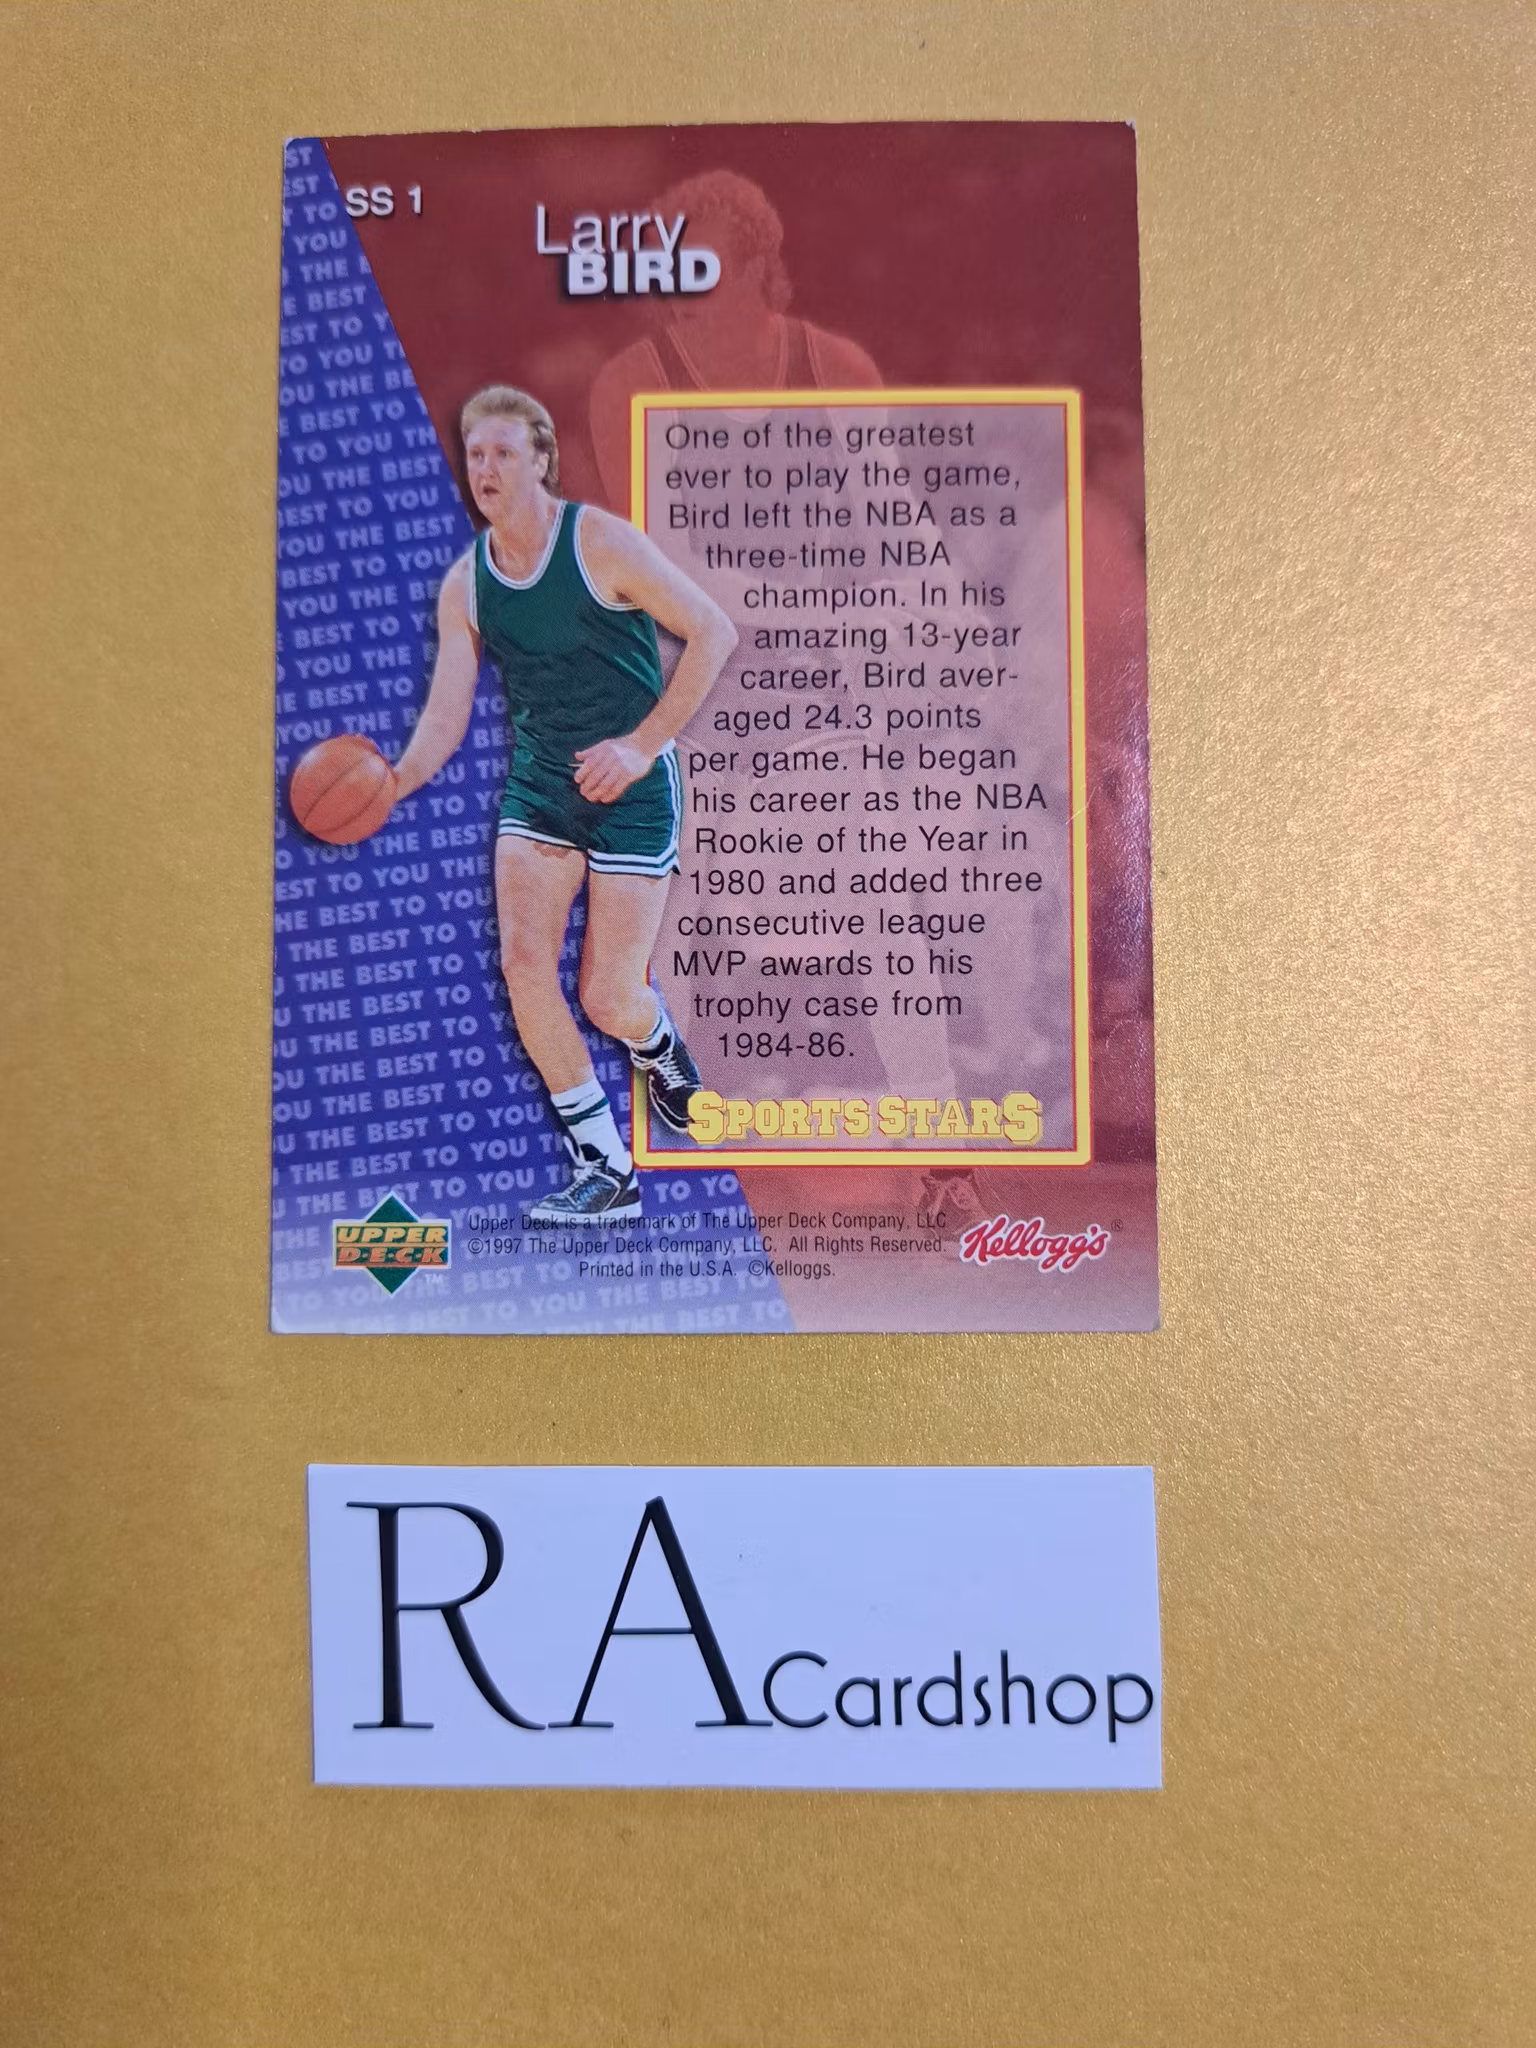 SS 1
Larry
BIRD
One of the greatest
ever to play the game,
Bird left the NBA as a
three-time NBA
champion. In his
amazing 13-year
career, Bird aver-
aged 24.3 points
per game. He began
his career as the NBA
Rookie of the Year in
1980 and added three
consecutive league
MVP awards to his
trophy case from
1984-86.
SPORTS STARS
UPPER
D·E·C·K
TM
Upper Deck is a trademark of The Upper Deck Company, LLC
©1997 The Upper Deck Company, LLC. All Rights Reserved.
Printed in the U.S.A. ©Kelloggs.
Kellogg's®
RA Cardshop